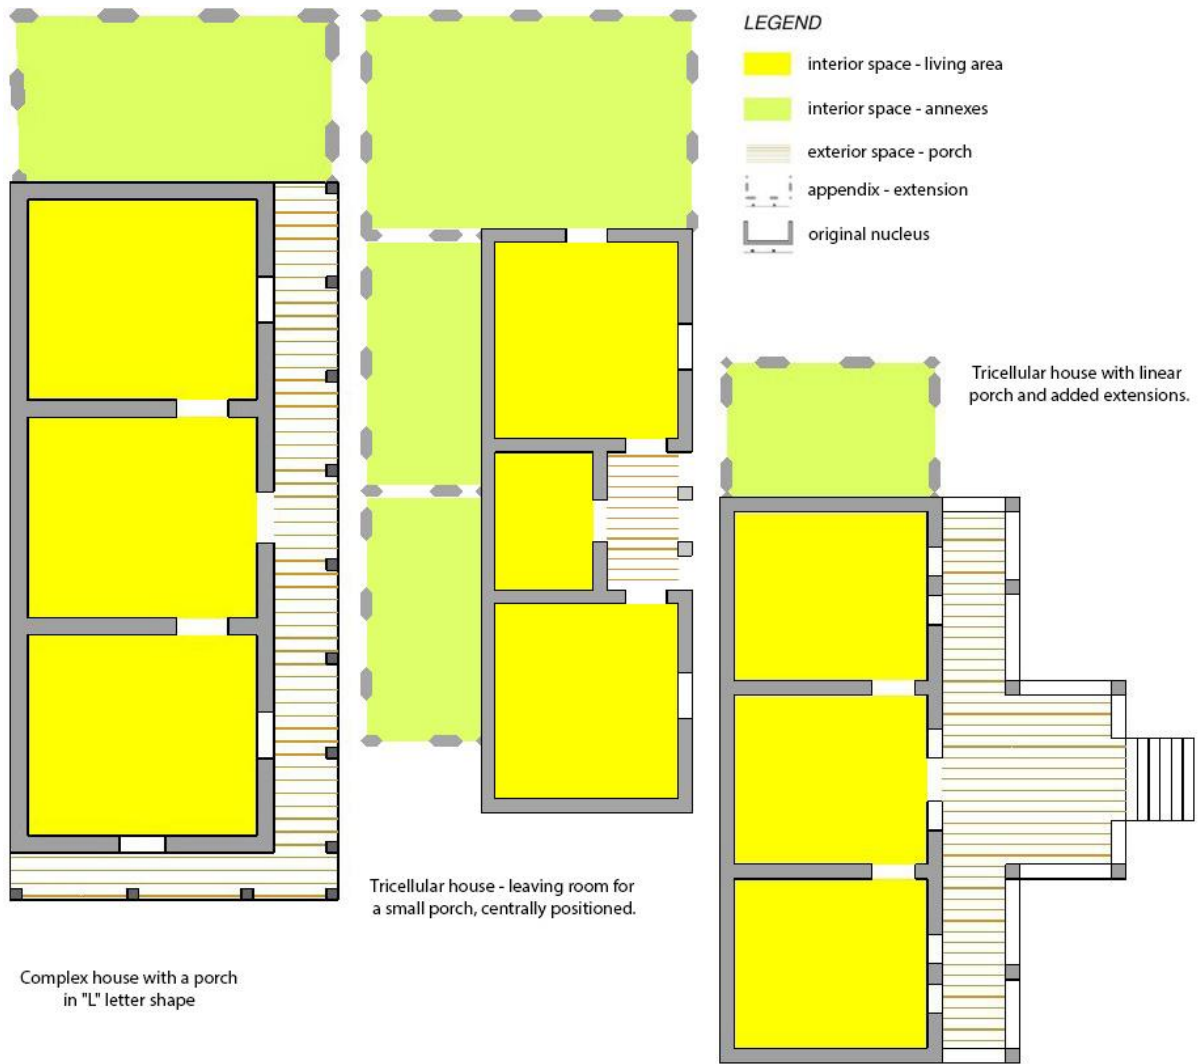 LEGEND
interior space - living area
interior space - annexes
exterior space - porch
appendix - extension
original nucleus
Tricellular house with linear
porch and added extensions.
Tricellular house - leaving room for
a small porch, centrally positioned.
Complex house with a porch
in "L" letter shape